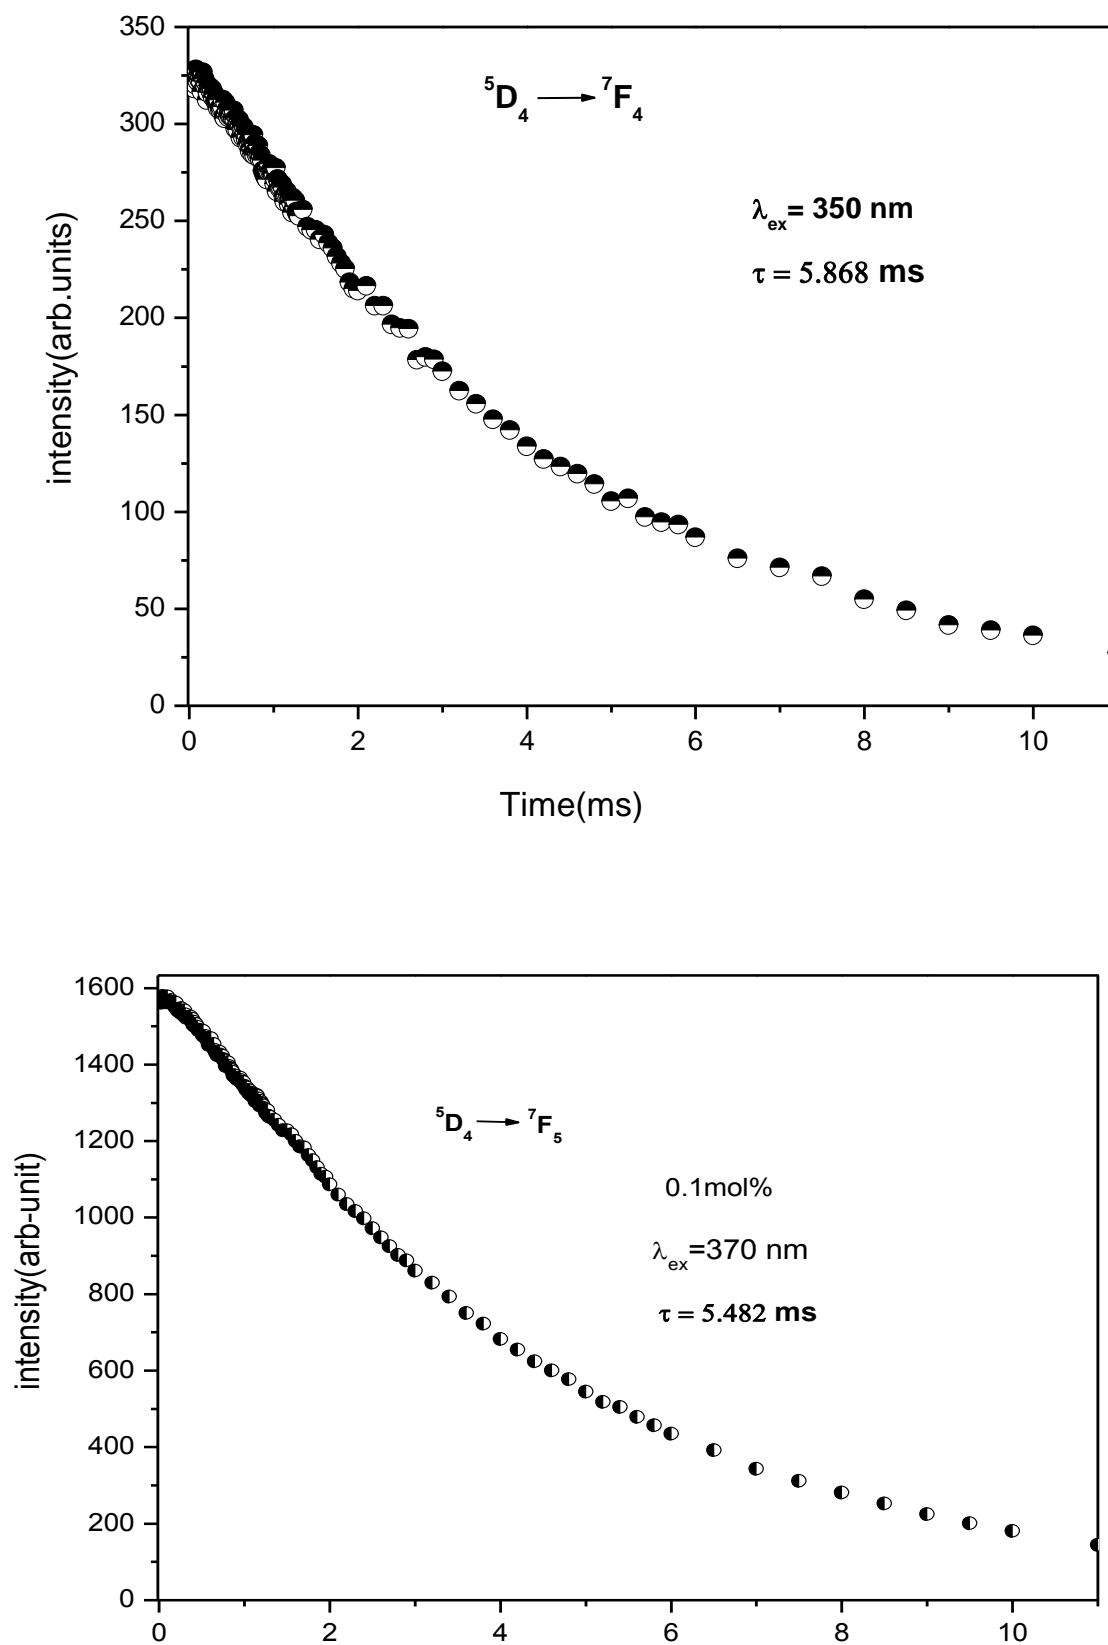 350
300
250
200
150
100
50
0
intensity(arb.units)
⁵D₄ ⟶ ⁷F₄
λex= 350 nm
τ = 5.868 ms
0 2 4 6 8 10
Time(ms)
1600
1400
1200
1000
800
600
400
200
0
intensity(arb-unit)
⁵D₄ ⟶ ⁷F₅
0.1mol%
λex=370 nm
τ = 5.482 ms
0 2 4 6 8 10